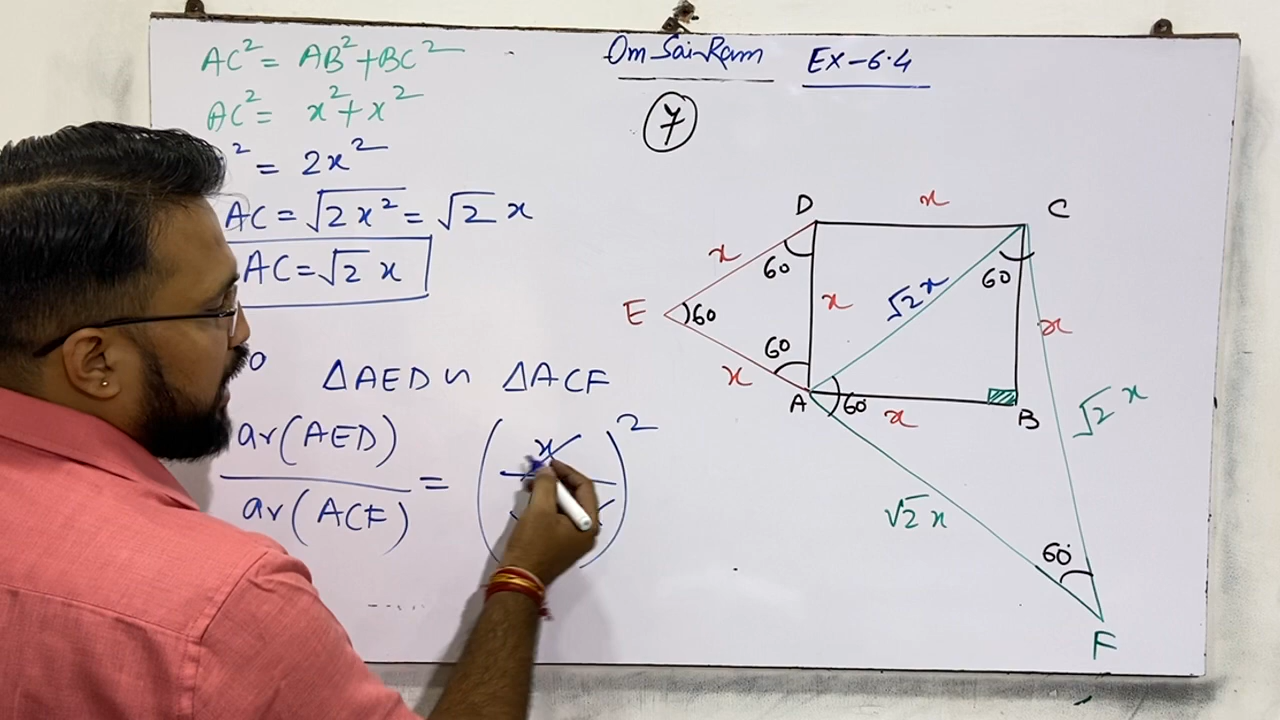 Om Sai Ram Ex-6.4
7
AC² = AB² + BC²
AC² = x² + x²
² = 2x²
AC = √2x² = √2 x
AC = √2 x
ΔAED ∽ ΔACF
ar(AED)
ar(ACF)
=
(x)²
D
x
C
x
60
60
E
60
x
√2 x
x
60
x
A
60
x
B
√2 x
√2 x
60
F